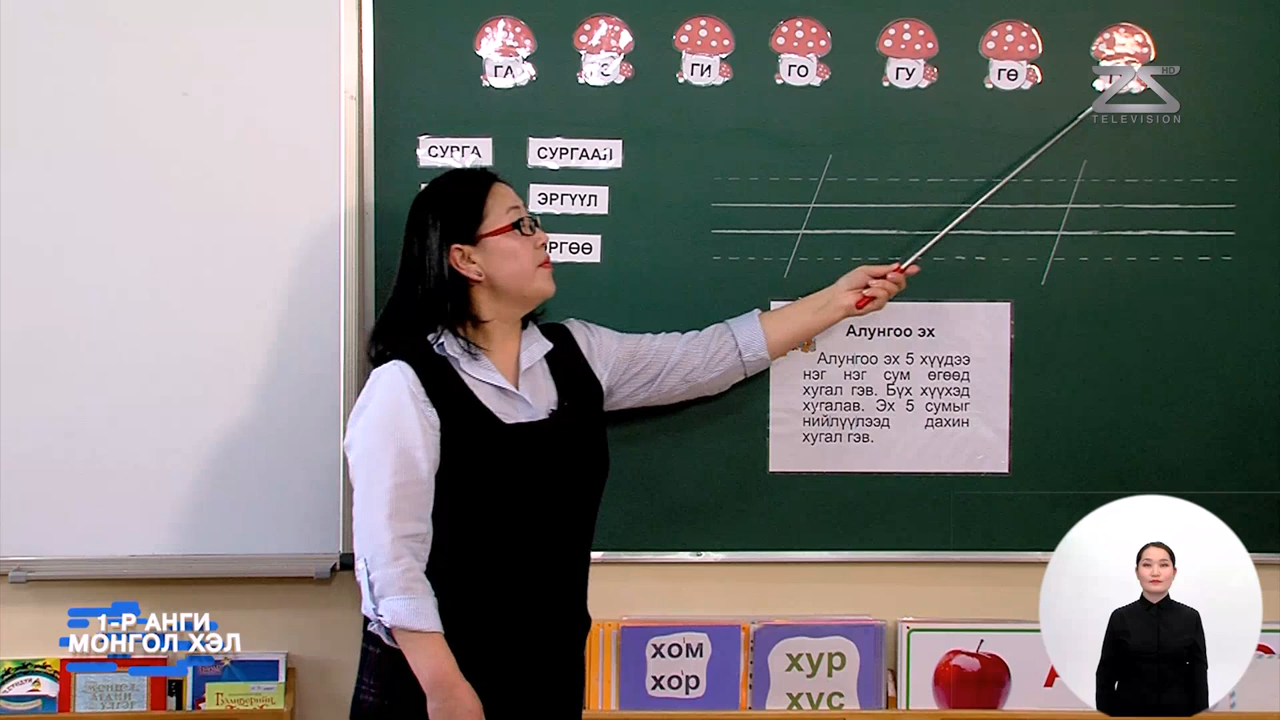 ГА
ГИ
ГО
ГУ
ГӨ
HD
TELEVISION
СУРГА
СУРГААЛ
ЭРГҮҮЛ
Алунгоо эх
Алунгоо эх 5 хүүдээ
нэг нэг сум өгөөд
хугал гэв. Бүх хүүхэд
хугалав. Эх 5 сумыг
нийлүүлээд дахин
хугал гэв.
1-Р АНГИ
МОНГОЛ ХЭЛ
хом
хор
хур
хус